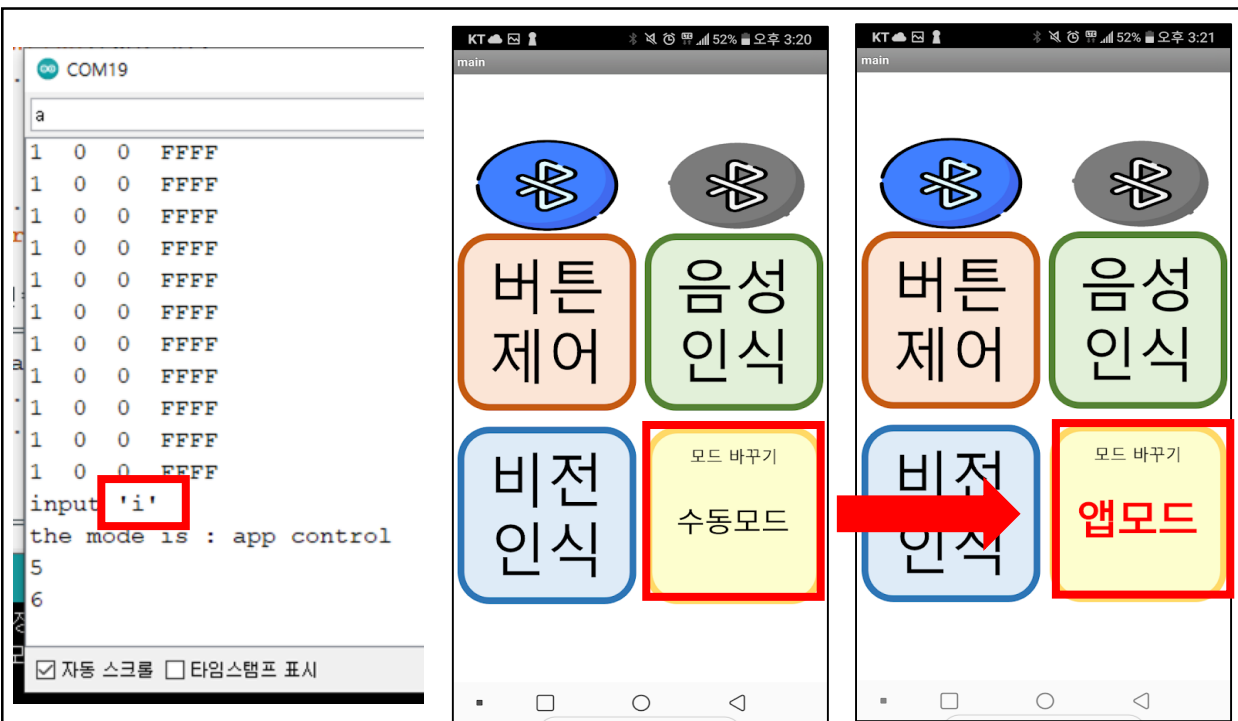 COM19
a
1 0 0 FFFF
1 0 0 FFFF
1 0 0 FFFF
1 0 0 FFFF
1 0 0 FFFF
1 0 0 FFFF
1 0 0 FFFF
1 0 0 FFFF
1 0 0 FFFF
1 0 0 FFFF
1 0 0 FFFF
input 'i'
the mode is : app control
5
6
자동 스크롤 타임스탬프 표시
KT 52% 오후 3:20
main
버튼
제어
음성
인식
비전
인식
모드 바꾸기
수동모드
KT 52% 오후 3:21
main
버튼
제어
음성
인식
비전
인식
모드 바꾸기
앱모드